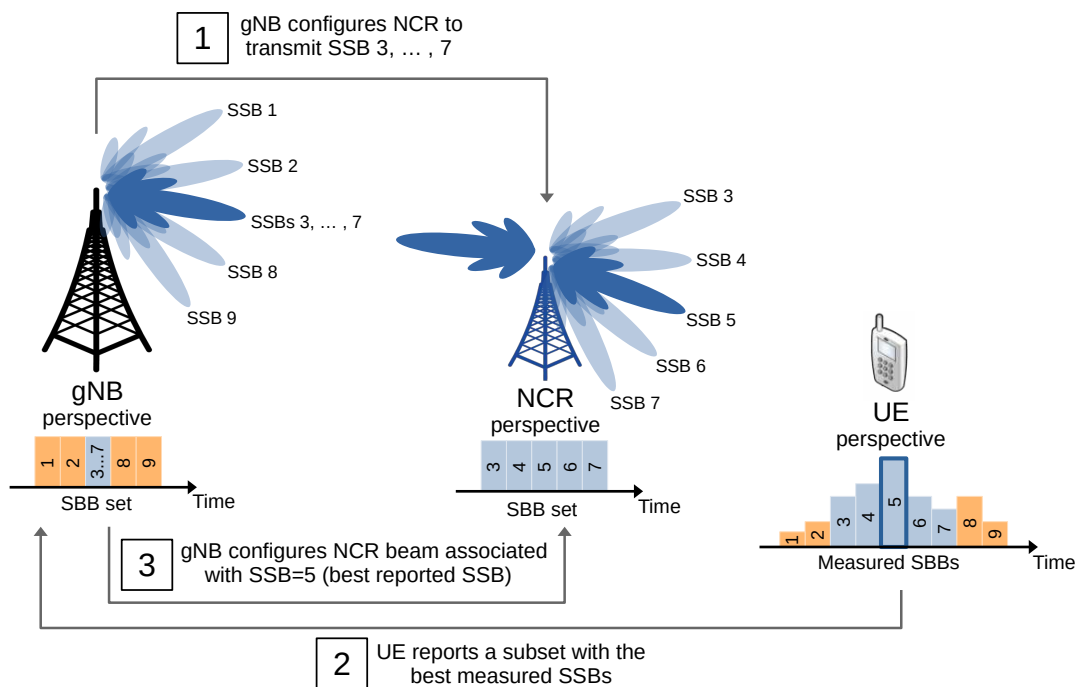 1
gNB configures NCR to
transmit SSB 3, ... , 7
SSB 1
SSB 2
SSBs 3, ... , 7
SSB 8
SSB 9
SSB 3
SSB 4
SSB 5
SSB 6
SSB 7
gNB
perspective
1 2 3...7 8 9
Time
SBB set
NCR
perspective
3 4 5 6 7
Time
SBB set
UE
perspective
1 2 3 4 5 6 7 8 9
Time
Measured SBBs
3
gNB configures NCR beam associated
with SSB=5 (best reported SSB)
2
UE reports a subset with the
best measured SSBs